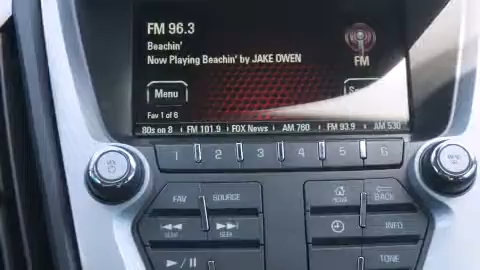 FM 96.3
Beachin'
Now Playing Beachin' by JAKE OWEN
FM
Menu
Fav 1 of 6
80s on 8 FM 101.9 FOX News AM 760 FM 93.9 AM 530
1 2 3 4 5 6
FAV SOURCE
HOME BACK
SEEK SEEK
INFO
TONE